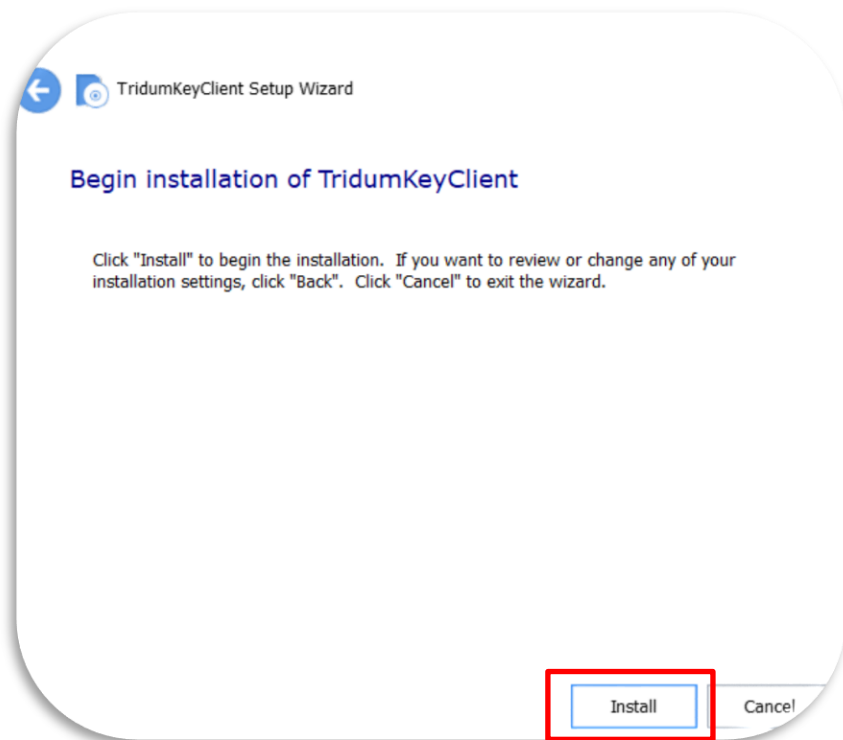 TridumKeyClient Setup Wizard
Begin installation of TridumKeyClient
Click "Install" to begin the installation.  If you want to review or change any of your
installation settings, click "Back".  Click "Cancel" to exit the wizard.
Install
Cancel